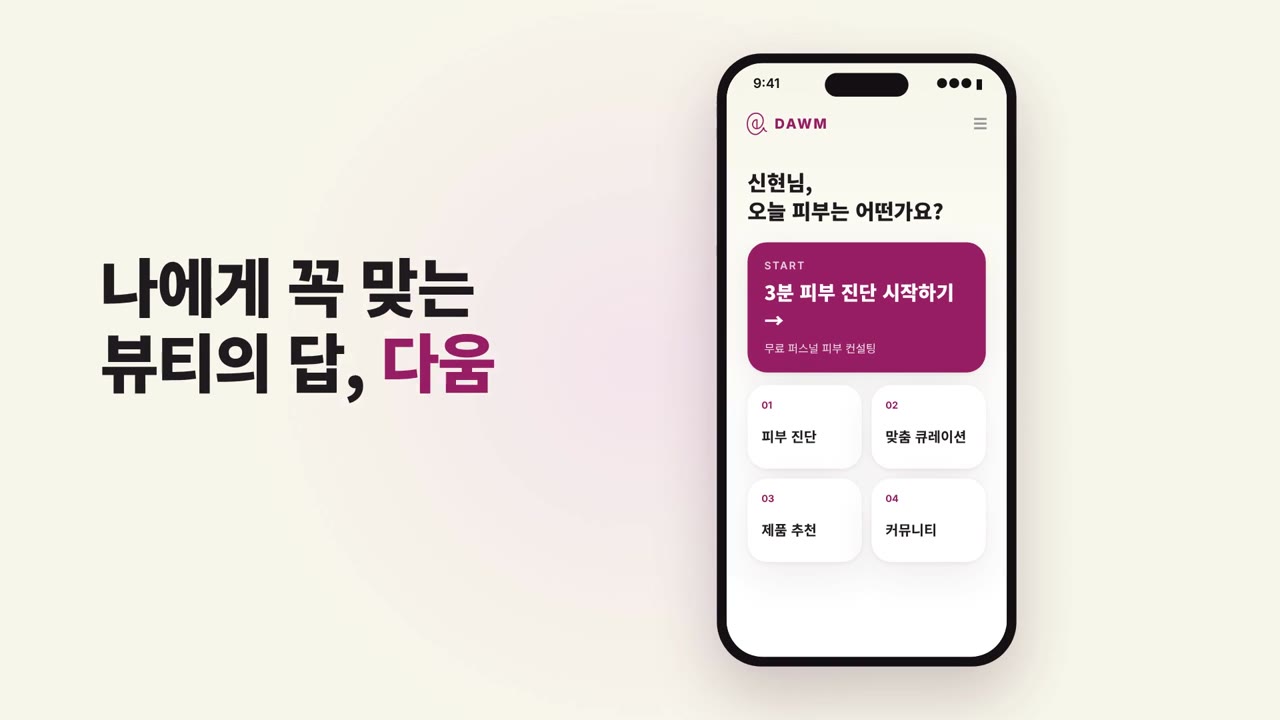 나에게 꼭 맞는
뷰티의 답, 다움
9:41
DAWM
신현님,
오늘 피부는 어떤가요?
START
3분 피부 진단 시작하기
→
무료 퍼스널 피부 컨설팅
01
피부 진단
02
맞춤 큐레이션
03
제품 추천
04
커뮤니티